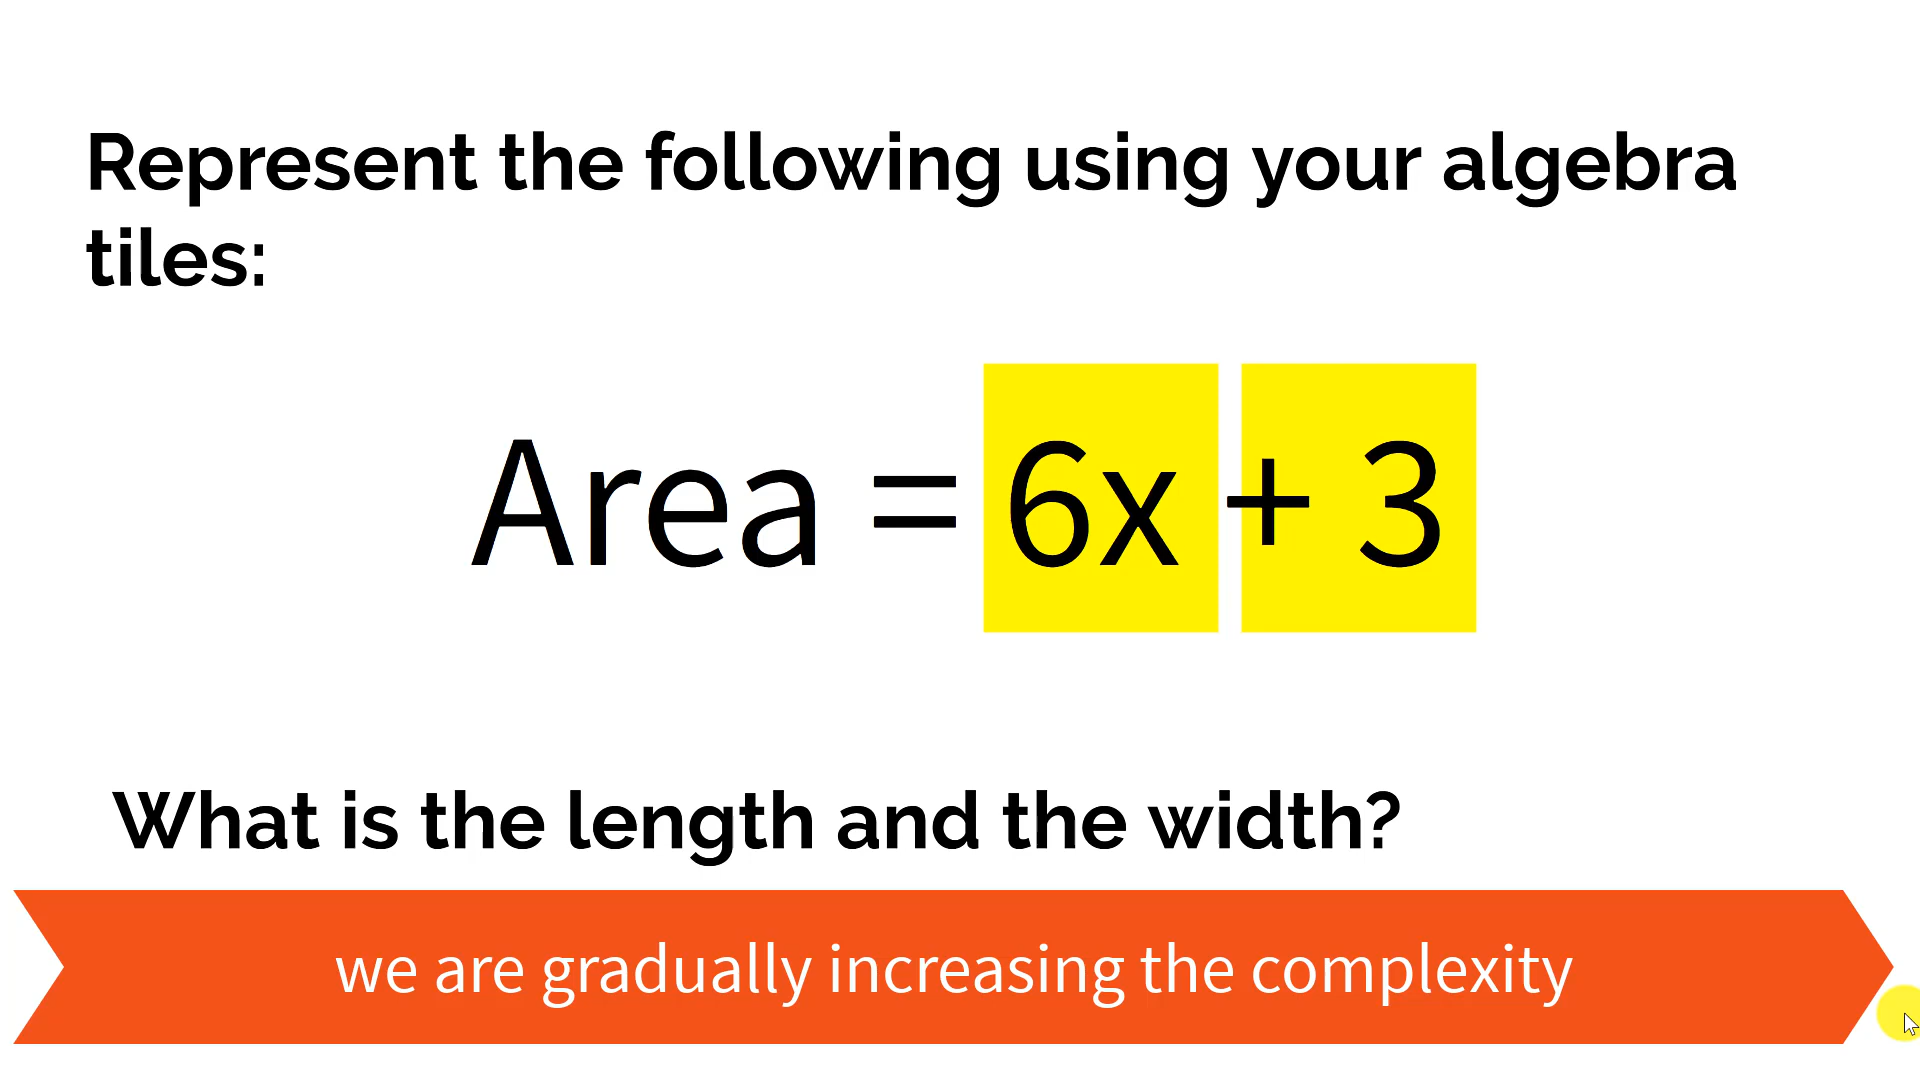 Represent the following using your algebra
tiles:
Area = 6x + 3
What is the length and the width?
we are gradually increasing the complexity